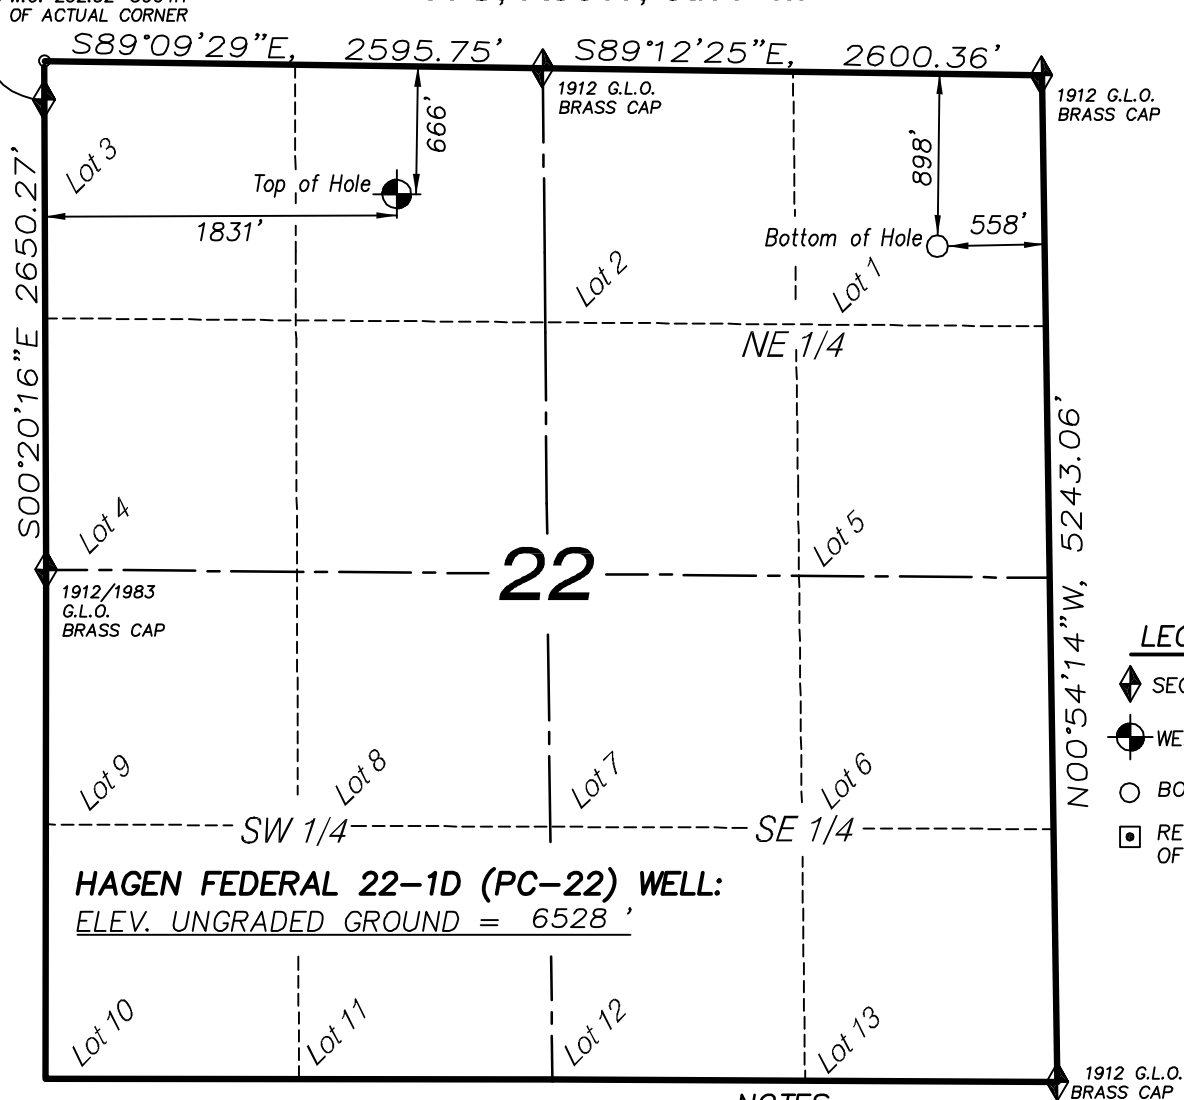 OF ACTUAL CORNER
S89°09'29"E, 2595.75'
S89°12'25"E, 2600.36'
1912 G.L.O.
BRASS CAP
1912 G.L.O.
BRASS CAP
666'
898'
Lot 3
Top of Hole
1831'
Bottom of Hole
558'
Lot 2
Lot 1
S00°20'16"E 2650.27'
NE 1/4
N00°54'14"W, 5243.06'
Lot 4
Lot 5
22
1912/1983
G.L.O.
BRASS CAP
Lot 9
Lot 8
Lot 7
Lot 6
SW 1/4
SE 1/4
HAGEN FEDERAL 22-1D (PC-22) WELL:
ELEV. UNGRADED GROUND = 6528 '
Lot 10
Lot 11
Lot 12
Lot 13
1912 G.L.O.
BRASS CAP
NOTES